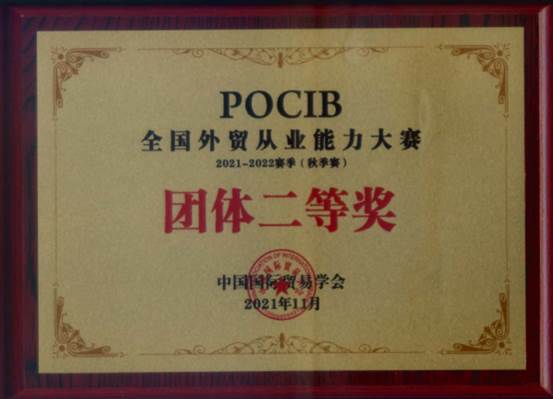 POCIB
全国外贸从业能力大赛
2021-2022赛季(秋季赛)
团体二等奖
中国国际贸易学会
2021年11月